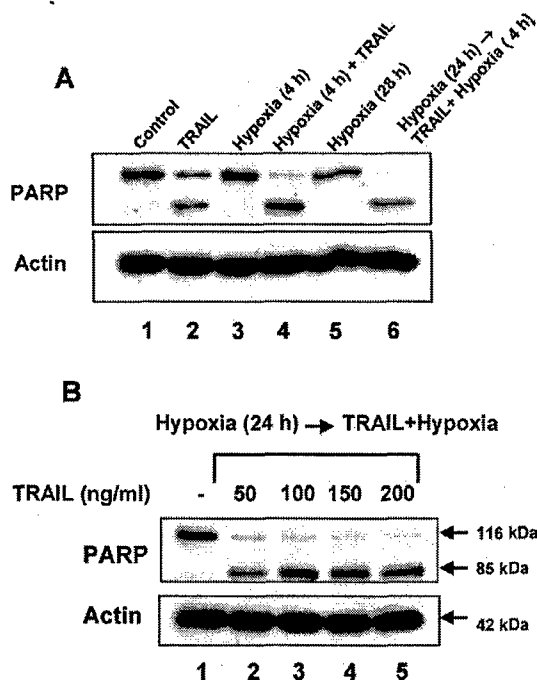 A
Control
TRAIL
Hypoxia (4 h)
Hypoxia (4 h) + TRAIL
Hypoxia (28 h)
Hypoxia (24 h) →
TRAIL+ Hypoxia ( 4 h)
PARP
Actin
1 2 3 4 5 6
B
Hypoxia (24 h) → TRAIL+Hypoxia
TRAIL (ng/ml) - 50 100 150 200
PARP
116 kDa
85 kDa
Actin
42 kDa
1 2 3 4 5